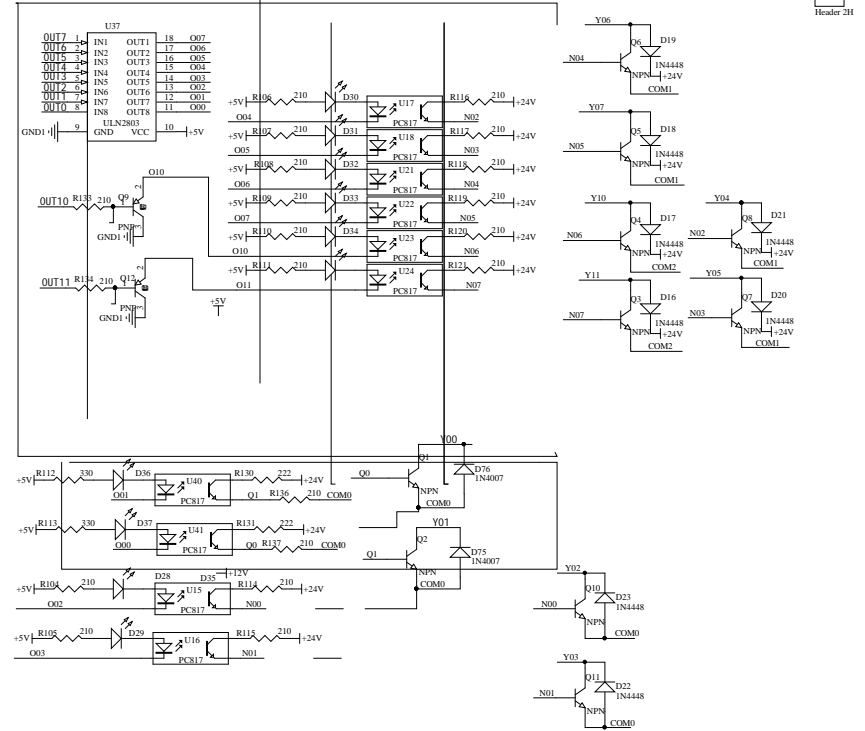 Header 2H
U37
OUT7 1 IN1 OUT1 18 O07
OUT6 2 IN2 OUT2 17 O06
OUT5 3 IN3 OUT3 16 O05
OUT4 4 IN4 OUT4 15 O04
OUT3 5 IN5 OUT5 14 O03
OUT2 6 IN6 OUT6 13 O02
OUT1 7 IN7 OUT7 12 O01
OUT0 8 IN8 OUT8 11 O00
ULN2803
GND1 9 GND VCC 10 +5V
O10
OUT10 R133 210 Q9 1 2 3
PNP
GND1
OUT11 R134 210 Q12 1 2 3
PNP
GND1
+5V
+5V R106 210 D30 U17 R116 210 +24V
O04 PC817 N02
+5V R107 210 D31 U18 R117 210 +24V
O05 PC817 N03
+5V R108 210 D32 U21 R118 210 +24V
O06 PC817 N04
+5V R109 210 D33 U22 R119 210 +24V
O07 PC817 N05
+5V R110 210 D34 U23 R120 210 +24V
O10 PC817 N06
+5V R111 210 D35 U24 R121 210 +24V
O11 PC817 N07
Y06
Q6 D19
N04 1N4448
NPN +24V
COM1
Y07
Q5 D18
N05 1N4448
NPN +24V
COM1
Y10
Q4 D17
N06 1N4448
NPN +24V
COM2
Y04
Q8 D21
N02 1N4448
NPN +24V
COM1
Y11
Q3 D16
N07 1N4448
NPN +24V
COM2
Y05
Q7 D20
N03 1N4448
NPN +24V
COM1
+5V R112 330 D36 U40 R130 222 +24V
O01 PC817 Q1 R136 210 COM0
+5V R113 330 D37 U41 R131 222 +24V
O00 PC817 Q0 R137 210 COM0
+12V
+5V R104 210 D28 U15 R114 210 +24V
O02 PC817 N00
+5V R105 210 D29 U16 R115 210 +24V
O03 PC817 N01
Y00
Q1
Q0 D76
1N4007
NPN
COM0
Y01
Q2
Q1 D75
1N4007
NPN
COM0
Y02
Q10 D23
N00 1N4448
NPN
COM0
Y03
Q11 D22
N01 1N4448
NPN
COM0